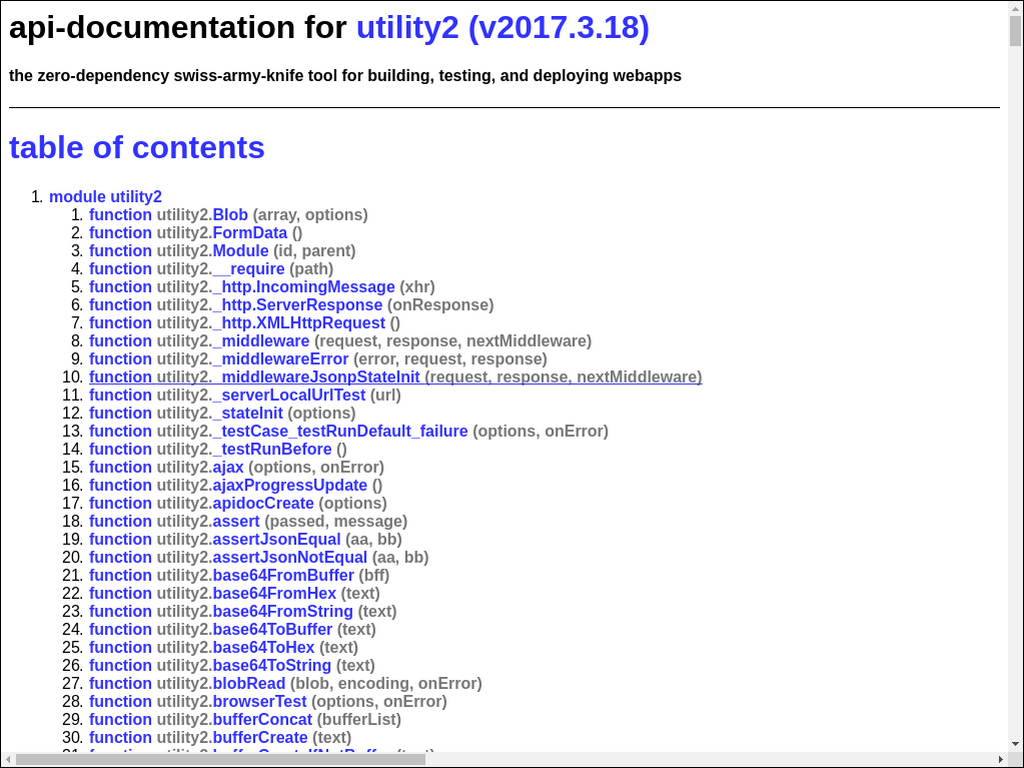 api-documentation for utility2 (v2017.3.18)
the zero-dependency swiss-army-knife tool for building, testing, and deploying webapps
table of contents
1. module utility2
1. function utility2.Blob (array, options)
2. function utility2.FormData ()
3. function utility2.Module (id, parent)
4. function utility2.__require (path)
5. function utility2._http.IncomingMessage (xhr)
6. function utility2._http.ServerResponse (onResponse)
7. function utility2._http.XMLHttpRequest ()
8. function utility2._middleware (request, response, nextMiddleware)
9. function utility2._middlewareError (error, request, response)
10. function utility2._middlewareJsonpStateInit (request, response, nextMiddleware)
11. function utility2._serverLocalUrlTest (url)
12. function utility2._stateInit (options)
13. function utility2._testCase_testRunDefault_failure (options, onError)
14. function utility2._testRunBefore ()
15. function utility2.ajax (options, onError)
16. function utility2.ajaxProgressUpdate ()
17. function utility2.apidocCreate (options)
18. function utility2.assert (passed, message)
19. function utility2.assertJsonEqual (aa, bb)
20. function utility2.assertJsonNotEqual (aa, bb)
21. function utility2.base64FromBuffer (bff)
22. function utility2.base64FromHex (text)
23. function utility2.base64FromString (text)
24. function utility2.base64ToBuffer (text)
25. function utility2.base64ToHex (text)
26. function utility2.base64ToString (text)
27. function utility2.blobRead (blob, encoding, onError)
28. function utility2.browserTest (options, onError)
29. function utility2.bufferConcat (bufferList)
30. function utility2.bufferCreate (text)